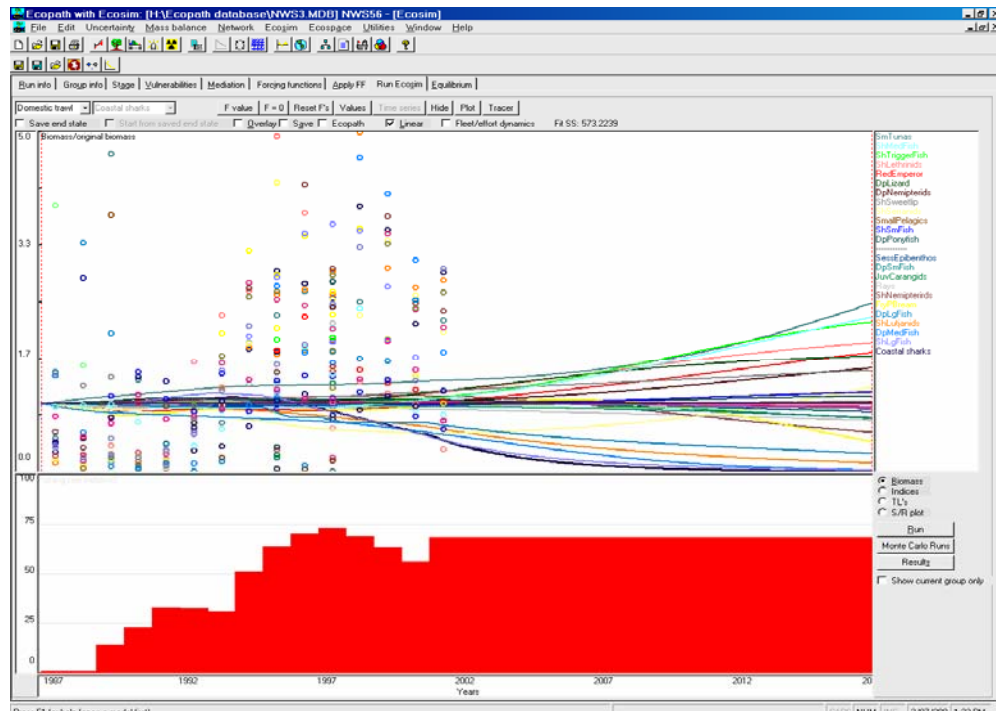 Ecopath with Ecosim: [H:\Ecopath database\NWS3.MDB] NWS56 - [Ecosim]
File Edit Uncertainty Mass balance Network Ecosim Ecospace Utilities Window Help
Run info Group info Stage Vulnerabilities Mediation Forcing functions Apply FF Run Ecosim Equilibrium
Domestic trawl Coastal sharks F value F = 0 Reset F's Values Time series Hide Plot Tracer
Save end state Start from saved end state Overlay Save Ecopath Linear Fleet/effort dynamics Fit SS: 573.2239
5.0 Biomass/original biomass
3.3
1.7
0.0
SmTunas
ShMedFish
ShTriggerFish
ShLethrinids
RedEmperor
DpLizard
DpNemipterids
ShSweetlip
SmallPelagics
ShSmFish
DpPonyfish
SessEpibenthos
DpSmFish
JuvCarangids
Rays
ShNemipterids
DpLgFish
ShLutjanids
DpMedFish
ShLgFish
Coastal sharks
100
75
50
25
0
1987 1992 1997 2002 2007 2012 20
Years
Biomass
Indices
TL's
S/R plot
Run
Monte Carlo Runs
Results
Show current group only
NUM